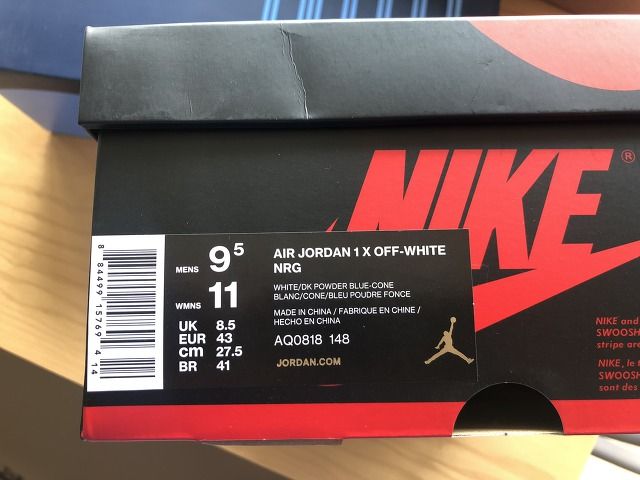 NIKE®
8 84499 15769 4 14
MENS 9⁵
WMNS 11
UK 8.5
EUR 43
cm 27.5
BR 41
AIR JORDAN 1 X OFF-WHITE
NRG
WHITE/DK POWDER BLUE-CONE
BLANC/CONE/BLEU POUDRE FONCE
MADE IN CHINA / FABRIQUE EN CHINE /
HECHO EN CHINA
AQ0818 148
JORDAN.COM
NIKE and
SWOOSH
stripe are
NIKE, le
SWOOSH
sont des